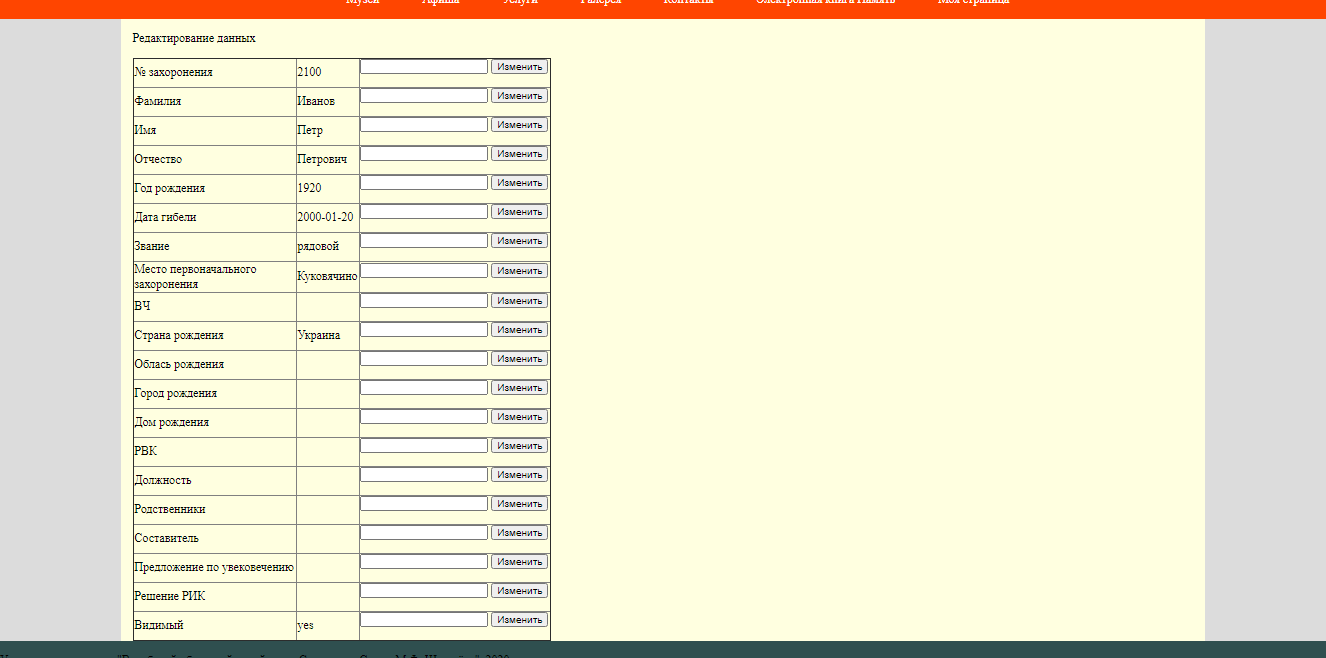 Музей Афиша Услуги Галерея Контакты Электронная книга Память Моя страница
Редактирование данных
№ захоронения 2100 Изменить
Фамилия Иванов Изменить
Имя Петр Изменить
Отчество Петрович Изменить
Год рождения 1920 Изменить
Дата гибели 2000-01-20 Изменить
Звание рядовой Изменить
Место первоначального
захоронения Куковячино Изменить
ВЧ Изменить
Страна рождения Украина Изменить
Облась рождения Изменить
Город рождения Изменить
Дом рождения Изменить
РВК Изменить
Должность Изменить
Родственники Изменить
Составитель Изменить
Предложение по увековечению Изменить
Решение РИК Изменить
Видимый yes Изменить